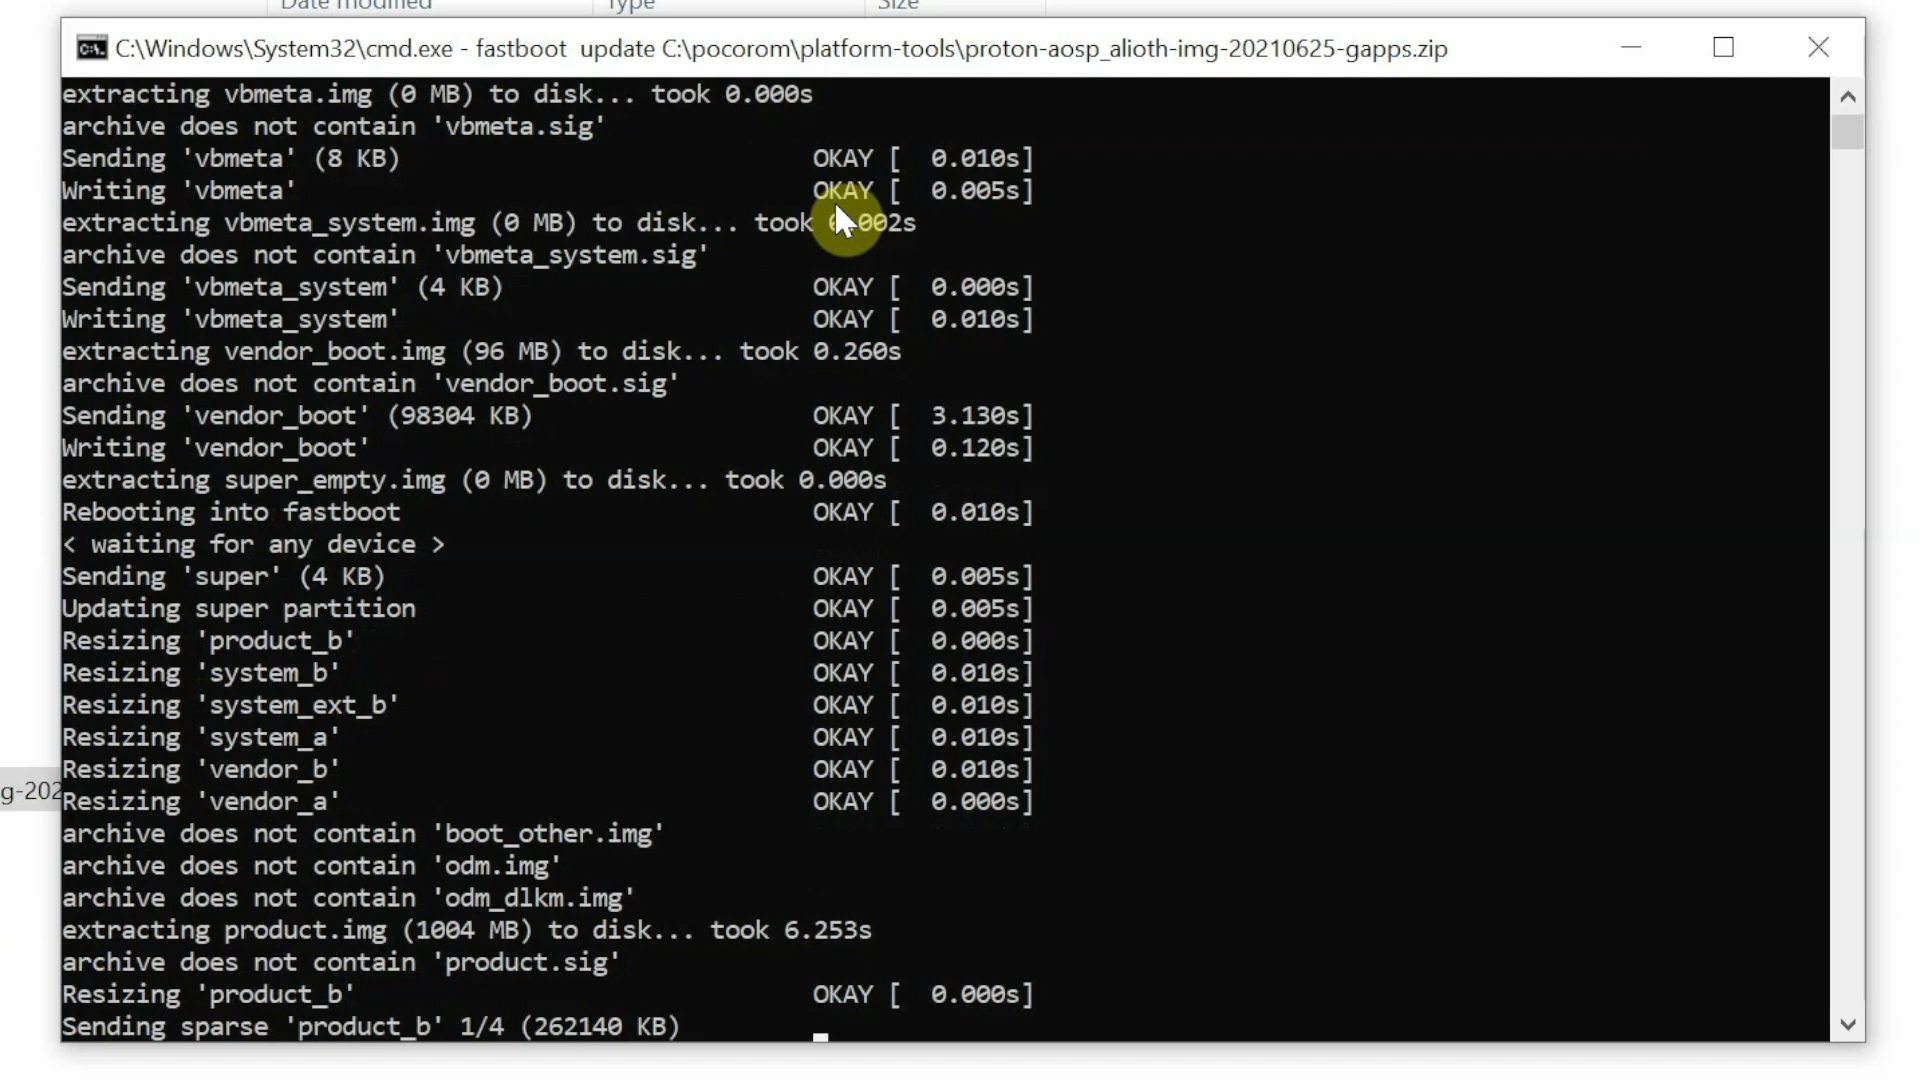 Date modified Type Size
C:\Windows\System32\cmd.exe - fastboot  update C:\pocorom\platform-tools\proton-aosp_alioth-img-20210625-gapps.zip
extracting vbmeta.img (0 MB) to disk... took 0.000s
archive does not contain 'vbmeta.sig'
Sending 'vbmeta' (8 KB) OKAY [  0.010s]
Writing 'vbmeta' OKAY [  0.005s]
extracting vbmeta_system.img (0 MB) to disk... took 0.002s
archive does not contain 'vbmeta_system.sig'
Sending 'vbmeta_system' (4 KB) OKAY [  0.000s]
Writing 'vbmeta_system' OKAY [  0.010s]
extracting vendor_boot.img (96 MB) to disk... took 0.260s
archive does not contain 'vendor_boot.sig'
Sending 'vendor_boot' (98304 KB) OKAY [  3.130s]
Writing 'vendor_boot' OKAY [  0.120s]
extracting super_empty.img (0 MB) to disk... took 0.000s
Rebooting into fastboot OKAY [  0.010s]
< waiting for any device >
Sending 'super' (4 KB) OKAY [  0.005s]
Updating super partition OKAY [  0.005s]
Resizing 'product_b' OKAY [  0.000s]
Resizing 'system_b' OKAY [  0.010s]
Resizing 'system_ext_b' OKAY [  0.010s]
Resizing 'system_a' OKAY [  0.010s]
Resizing 'vendor_b' OKAY [  0.010s]
g-202
Resizing 'vendor_a' OKAY [  0.000s]
archive does not contain 'boot_other.img'
archive does not contain 'odm.img'
archive does not contain 'odm_dlkm.img'
extracting product.img (1004 MB) to disk... took 6.253s
archive does not contain 'product.sig'
Resizing 'product_b' OKAY [  0.000s]
Sending sparse 'product_b' 1/4 (262140 KB)